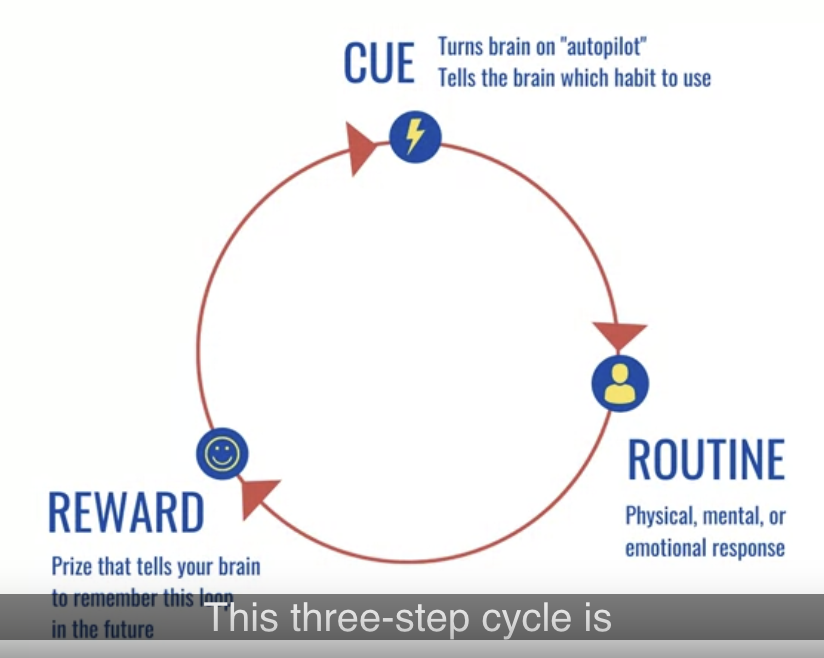 CUE
Turns brain on "autopilot"
Tells the brain which habit to use
ROUTINE
Physical, mental, or
emotional response
REWARD
Prize that tells your brain
to remember this loop
in the future
This three-step cycle is